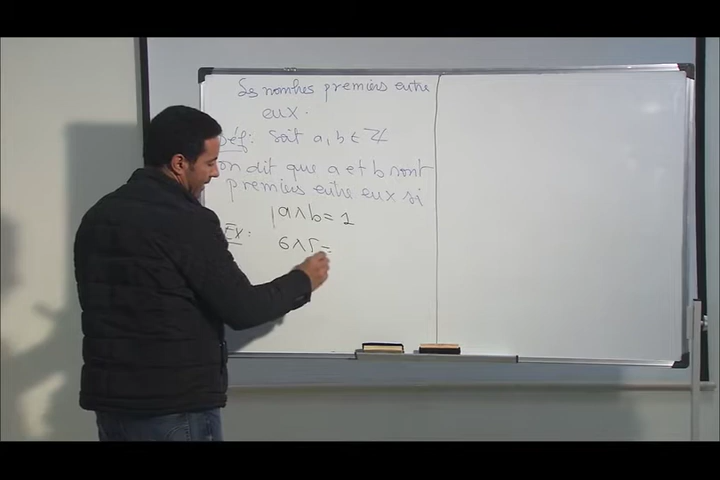 Les nombres premiers entre
eux.
Déf: Soit a, b ∈ ℤ
on dit que a et b sont
premiers entre eux si
|a∧b = 1
Ex:
6∧5=